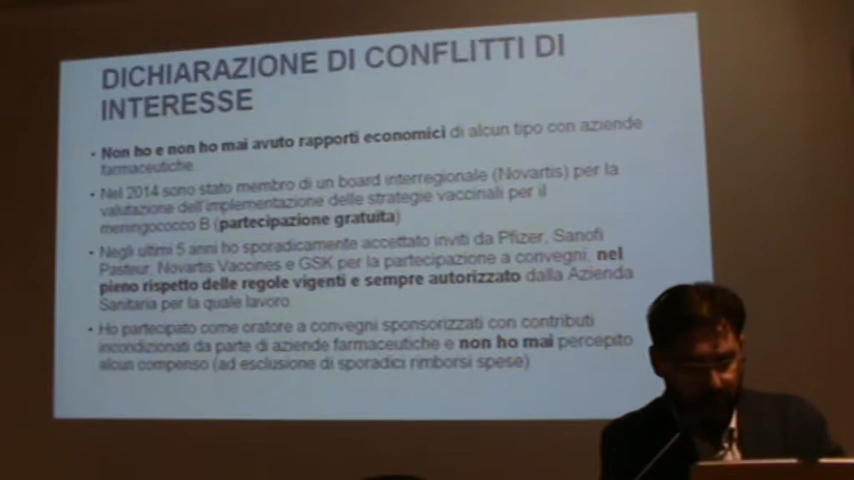 DICHIARAZIONE DI CONFLITTI DI
INTERESSE
• Non ho e non ho mai avuto rapporti economici di alcun tipo con aziende
farmaceutiche.
• Nel 2014 sono stato membro di un board interregionale (Novartis) per la
valutazione dell'implementazione delle strategie vaccinali per il
meningococco B (partecipazione gratuita)
• Negli ultimi 5 anni ho sporadicamente accettato inviti da Pfizer, Sanofi
Pasteur, Novartis Vaccines e GSK per la partecipazione a convegni, nel
pieno rispetto delle regole vigenti e sempre autorizzato dalla Azienda
Sanitaria per la quale lavoro.
• Ho partecipato come oratore a convegni sponsorizzati con contributi
incondizionati da parte di aziende farmaceutiche e non ho mai percepito
alcun compenso (ad esclusione di sporadici rimborsi spese)